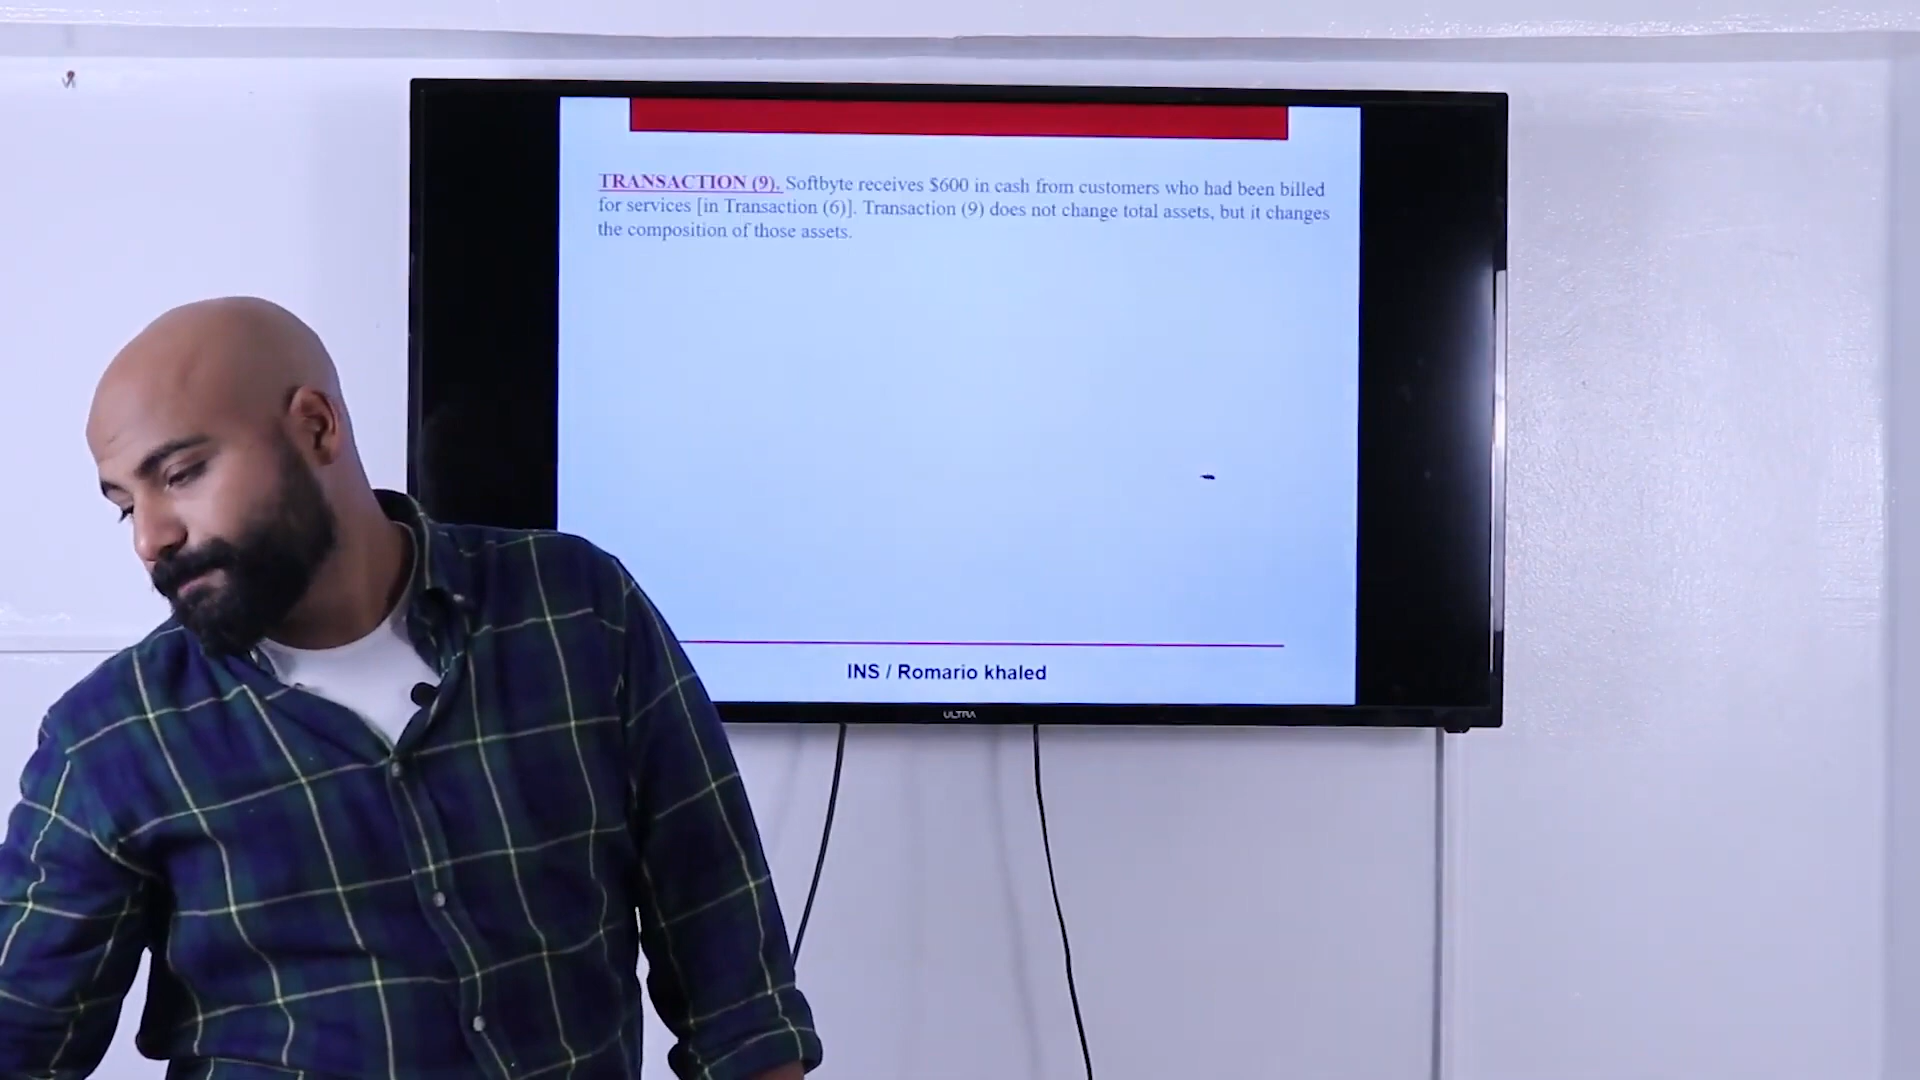 TRANSACTION (9). Softbyte receives $600 in cash from customers who had been billed
for services [in Transaction (6)]. Transaction (9) does not change total assets, but it changes
the composition of those assets.
INS / Romario khaled
ULTRA